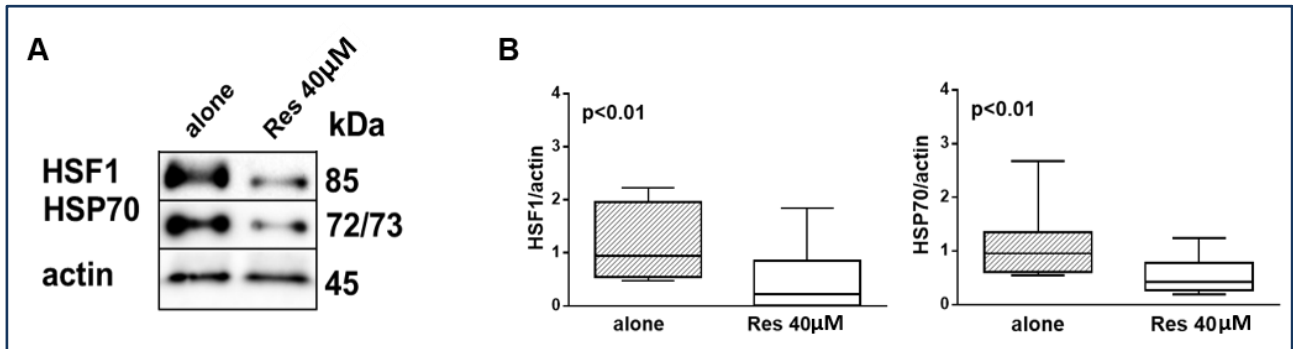 A
alone
Res 40μM
kDa
HSF1
85
HSP70
72/73
actin
45
B
p<0.01
HSF1/actin
4
3
2
1
0
alone
Res 40μM
p<0.01
HSP70/actin
4
3
2
1
0
alone
Res 40μM